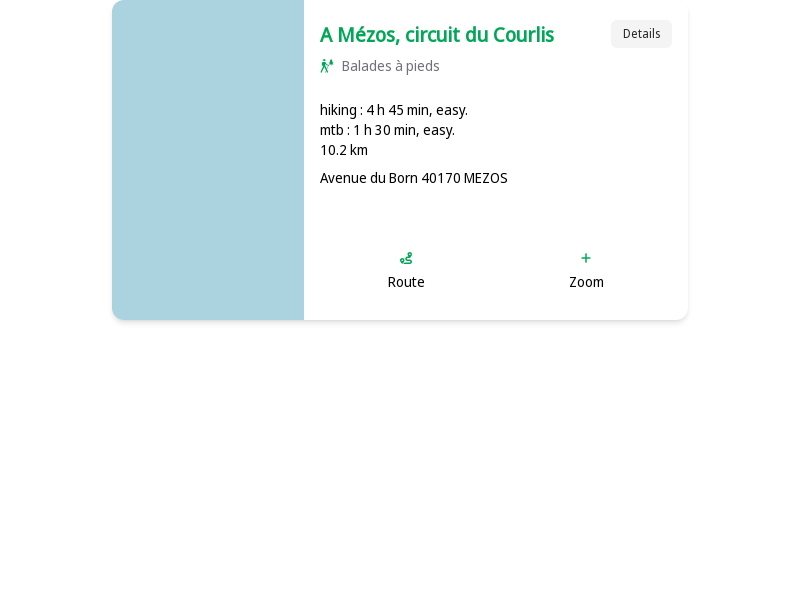 A Mézos, circuit du Courlis
Details
Balades à pieds
hiking : 4 h 45 min, easy.
mtb : 1 h 30 min, easy.
10.2 km
Avenue du Born 40170 MEZOS
Route
Zoom